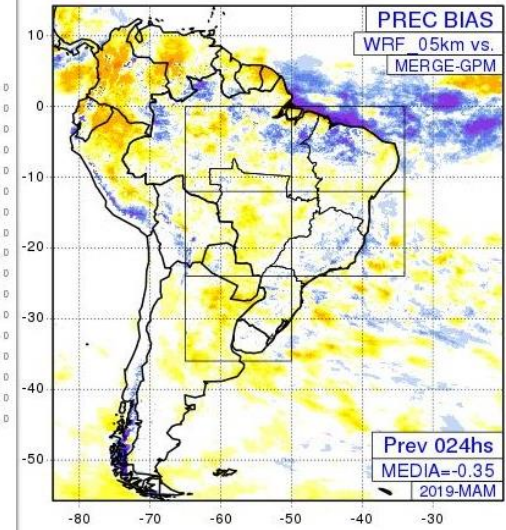 PREC BIAS
WRF_05km vs.
MERGE-GPM
10
0
-10
-20
-30
-40
-50
Prev 024hs
MEDIA=-0.35
2019-MAM
-80 -70 -60 -50 -40 -30